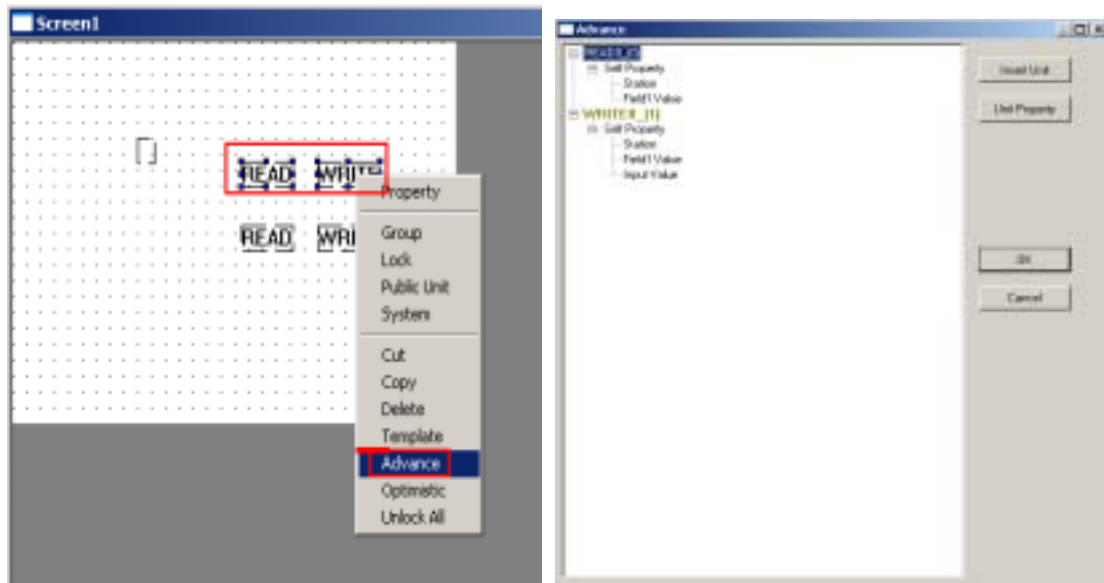 Screen1
READ WRITE
READ WRI
Property
Group
Lock
Public Unit
System
Cut
Copy
Delete
Template
Advance
Optimistic
Unlock All
Advance
Self Property
Station
Field1 Value
WRITER_(1)
Self Property
Station
Field1 Value
Input Value
Insert Unit
Unit Property
OK
Cancel